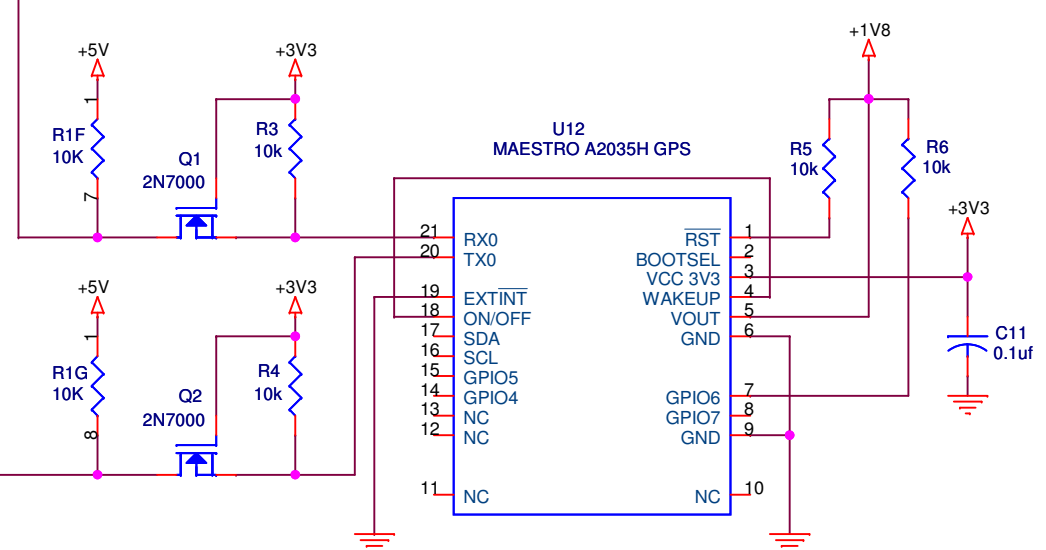 +1V8
+5V
+3V3
1
R1F
10K
7
Q1
2N7000
R3
10k
U12
MAESTRO A2035H GPS
R5
10k
R6
10k
+3V3
21 RX0
20 TX0
19 EXTINT
18 ON/OFF
17 SDA
16 SCL
15 GPIO5
14 GPIO4
13 NC
12 NC
11 NC
RST 1
BOOTSEL 2
VCC 3V3 3
WAKEUP 4
VOUT 5
GND 6
GPIO6 7
GPIO7 8
GND 9
NC 10
C11
0.1uf
+5V
+3V3
1
R1G
10K
8
Q2
2N7000
R4
10k